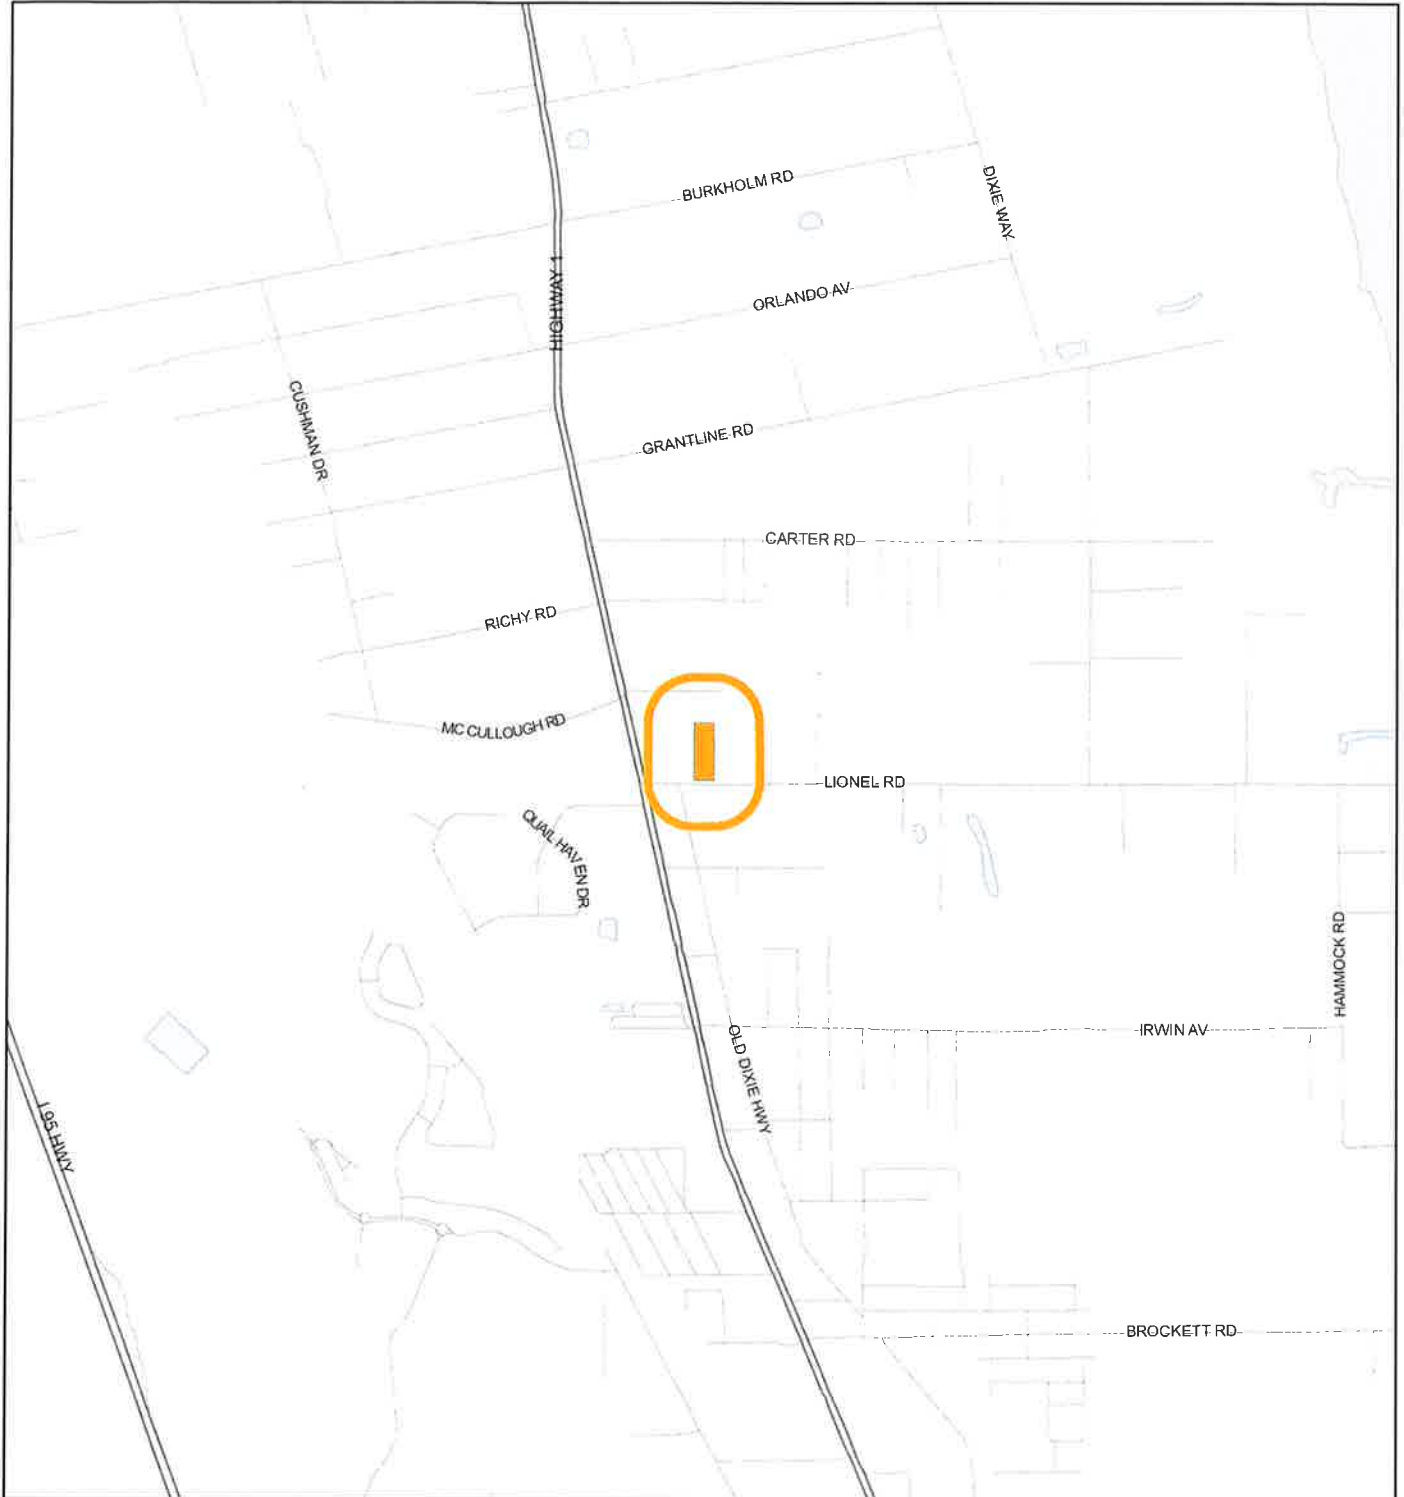 BURKHOLM RD
DIXIE WAY
HIGHWAY 1
ORLANDO AV
CUSHMAN DR
GRANTLINE RD
CARTER RD
RICHY RD
MC CULLOUGH RD
LIONEL RD
QUAIL HAVEN DR
HAMMOCK RD
OLD DIXIE HWY
IRWIN AV
I 95 HWY
BROCKETT RD